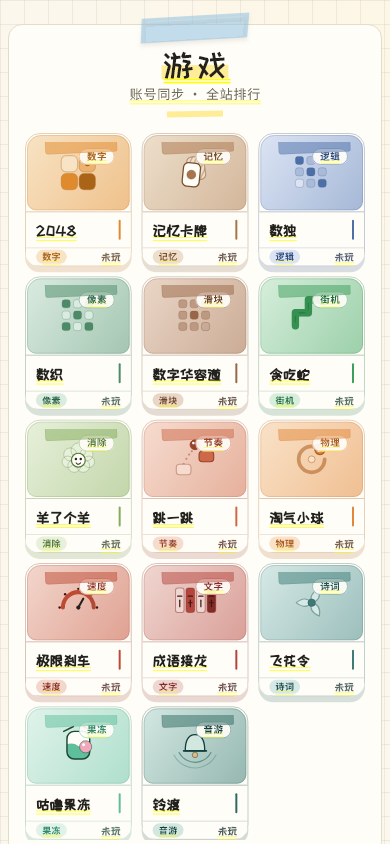 游戏
账号同步 · 全站排行
数字
记忆
逻辑
2048
记忆卡牌
数独
数字 未玩
记忆 未玩
逻辑 未玩
像素
滑块
街机
数织
数字华容道
贪吃蛇
像素 未玩
滑块 未玩
街机 未玩
消除
节奏
物理
羊了个羊
跳一跳
淘气小球
消除 未玩
节奏 未玩
物理 未玩
速度
文字
诗词
极限刹车
成语接龙
飞花令
速度 未玩
文字 未玩
诗词 未玩
果冻
音游
咕噜果冻
铃渡
果冻 未玩
音游 未玩